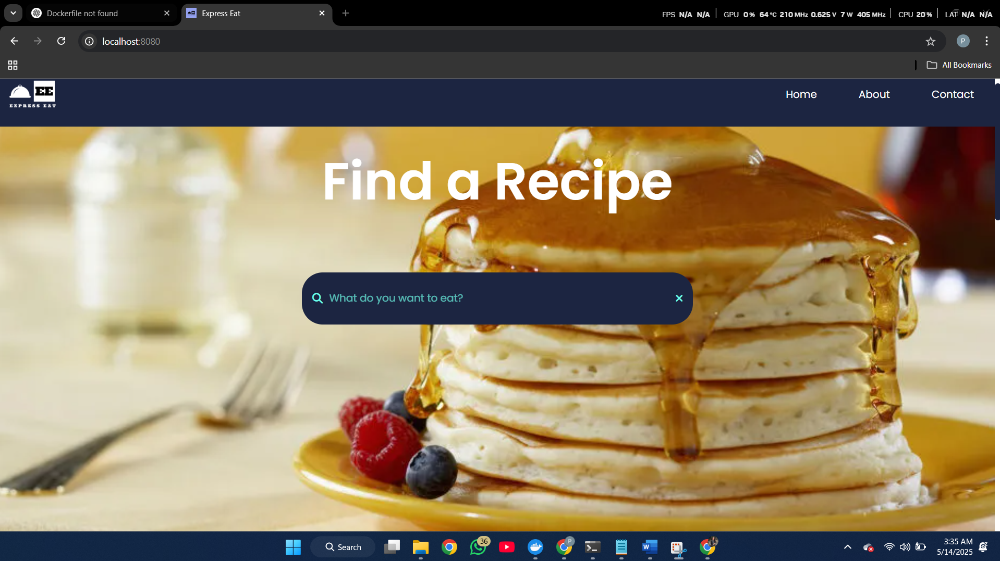 Dockerfile not found
Express Eat
FPS N/A N/A GPU 0% 64°C 210 MHz 0.625 V 7 W 405 MHz CPU 20% LAT N/A N/A
localhost:8080
P
All Bookmarks
EE
EXPRESS EAT
Home About Contact
Find a Recipe
What do you want to eat?
Search
36
P
W
3:35 AM
5/14/2025